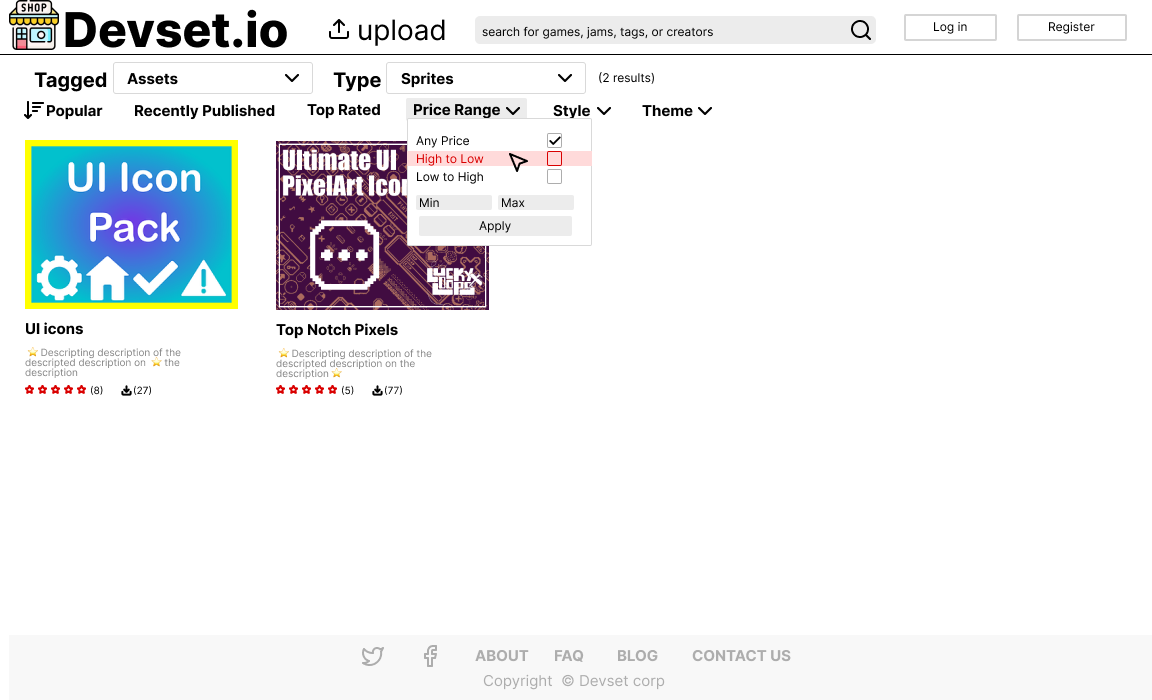 SHOP
Devset.io
upload
search for games, jams, tags, or creators
Log in
Register
Tagged
Assets
Type
Sprites
(2 results)
Popular
Recently Published
Top Rated
Price Range
Style
Theme
Any Price
High to Low
Low to High
Min
Max
Apply
UI Icon
Pack
Ultimate UI
PixelArt Icon
LUCKY
LOOPS
UI icons
⭐ Descripting description of the
descripted description on ⭐ the
description
(8)
(27)
Top Notch Pixels
⭐ Descripting description of the
descripted description on the
description ⭐
(5)
(77)
ABOUT
FAQ
BLOG
CONTACT US
Copyright © Devset corp